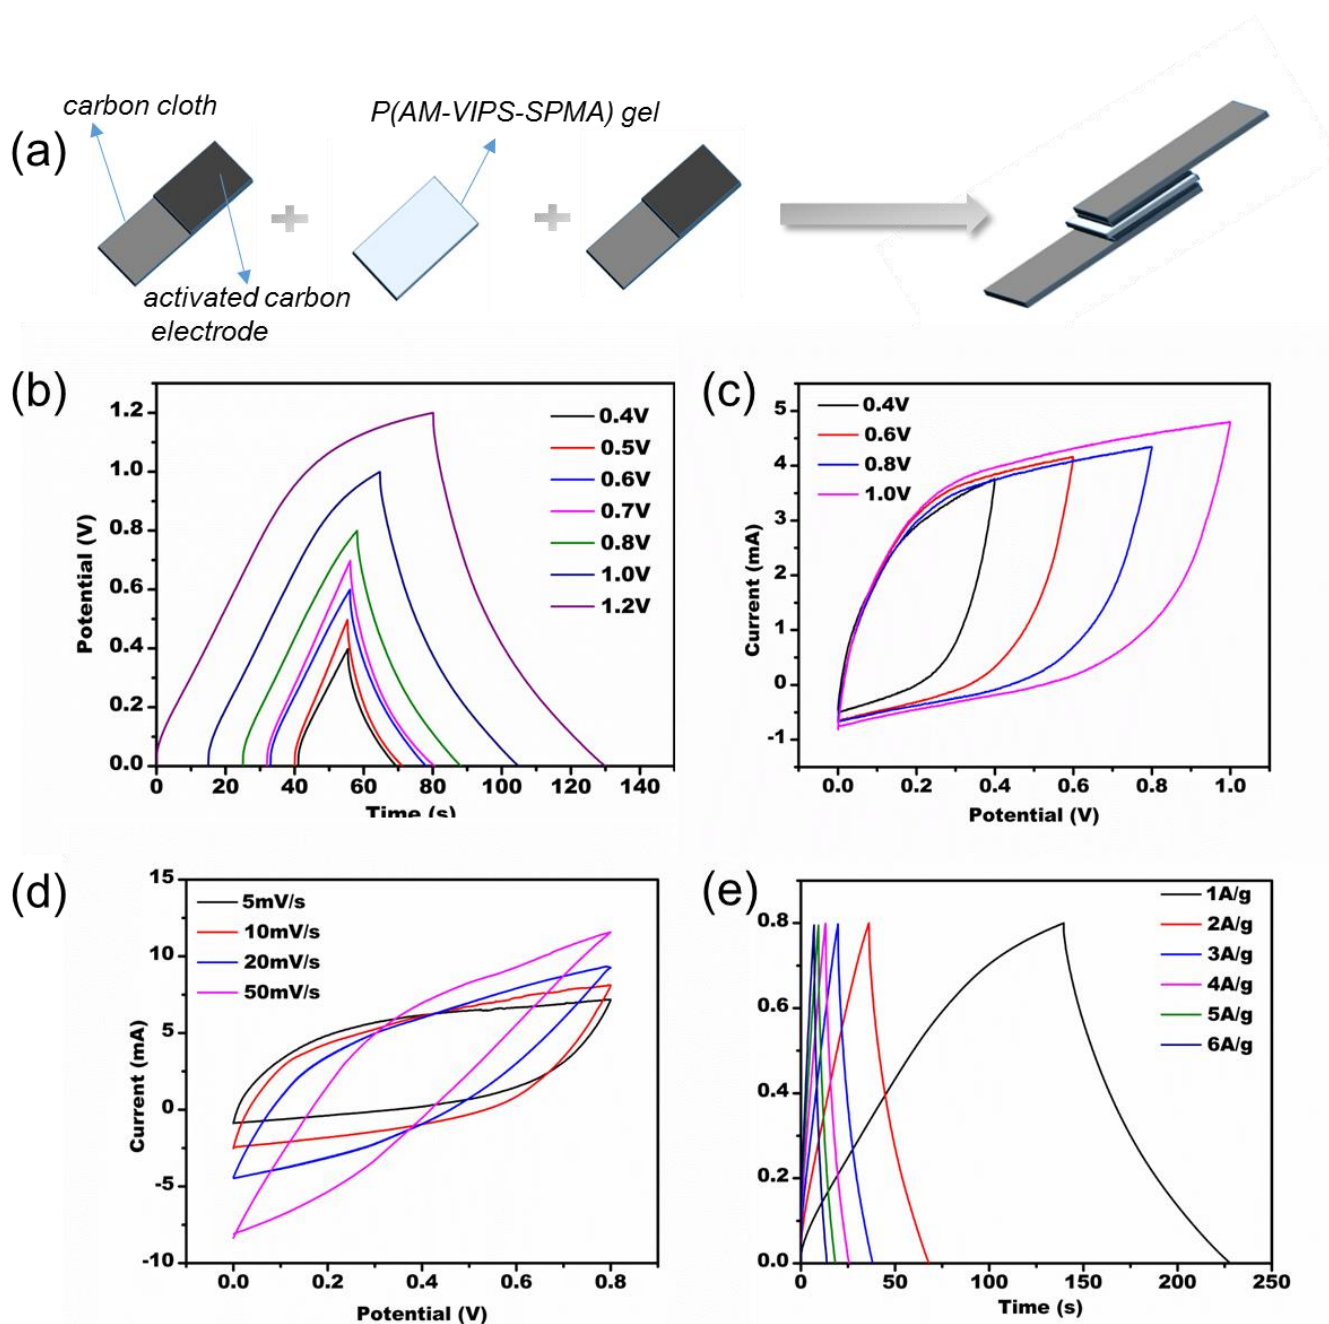 carbon cloth
P(AM-VIPS-SPMA) gel
(a)
activated carbon
electrode
(b)
1.2
1.0
0.8
0.6
0.4
0.2
0.0
Potential (V)
0.4V
0.5V
0.6V
0.7V
0.8V
1.0V
1.2V
0 20 40 60 80 100 120 140
Time (s)
(c)
5
4
3
2
1
0
-1
Current (mA)
0.4V
0.6V
0.8V
1.0V
0.0 0.2 0.4 0.6 0.8 1.0
Potential (V)
(d)
15
10
5
0
-5
-10
Current (mA)
5mV/s
10mV/s
20mV/s
50mV/s
0.0 0.2 0.4 0.6 0.8
Potential (V)
(e)
0.8
0.8
0.4
0.2
0.0
1A/g
2A/g
3A/g
4A/g
5A/g
6A/g
0 50 100 150 200 250
Time (s)